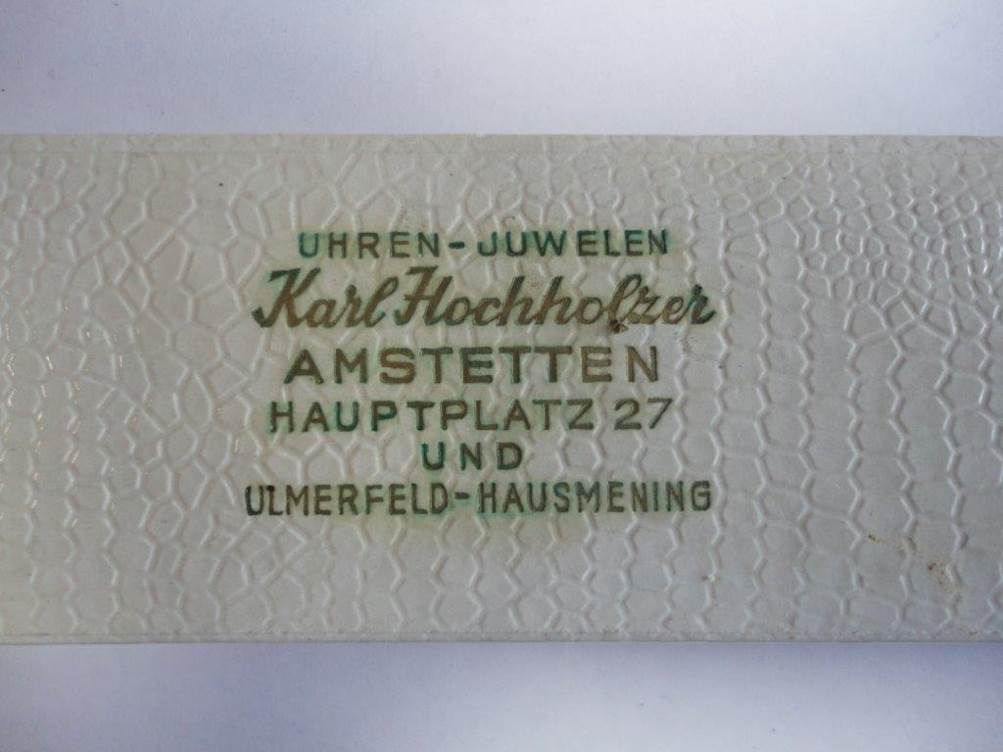 UHREN-JUWELEN
Karl Hochholzer
AMSTETTEN
HAUPTPLATZ 27
UND
ULMERFELD-HAUSMENING